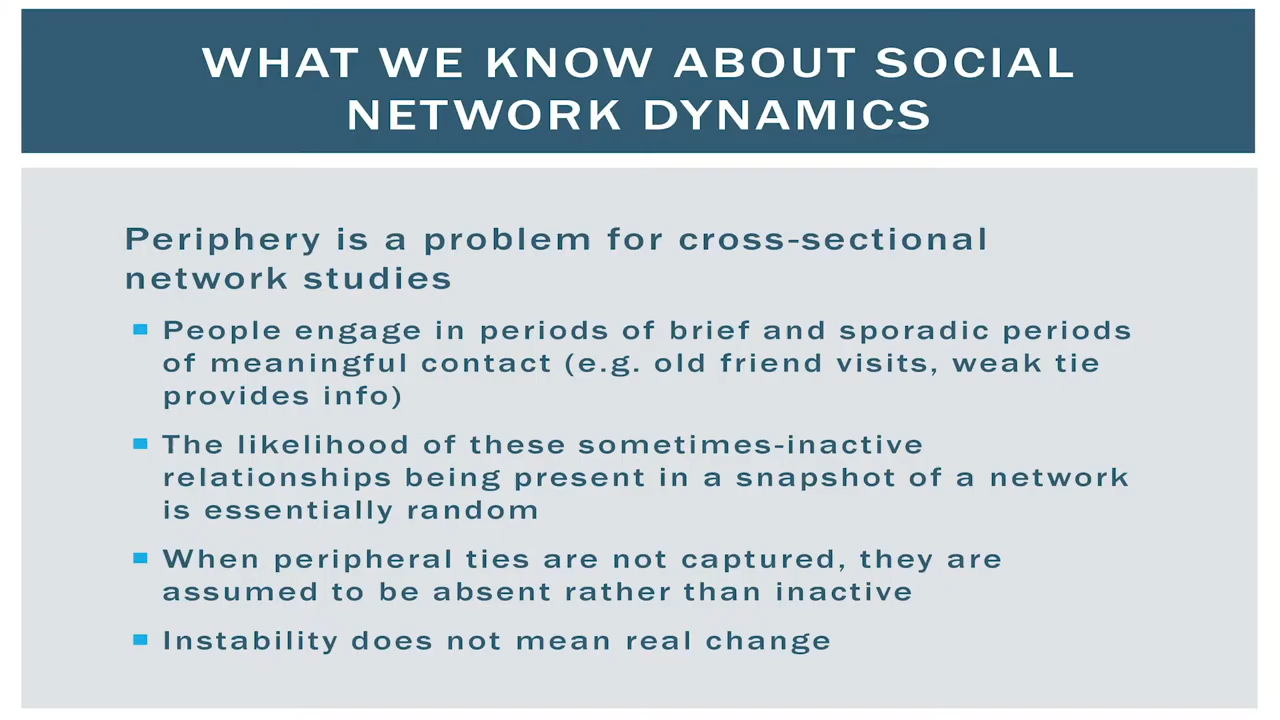 WHAT WE KNOW ABOUT SOCIAL
NETWORK DYNAMICS
Periphery is a problem for cross-sectional
network studies
People engage in periods of brief and sporadic periods
of meaningful contact (e.g. old friend visits, weak tie
provides info)
The likelihood of these sometimes-inactive
relationships being present in a snapshot of a network
is essentially random
When peripheral ties are not captured, they are
assumed to be absent rather than inactive
Instability does not mean real change